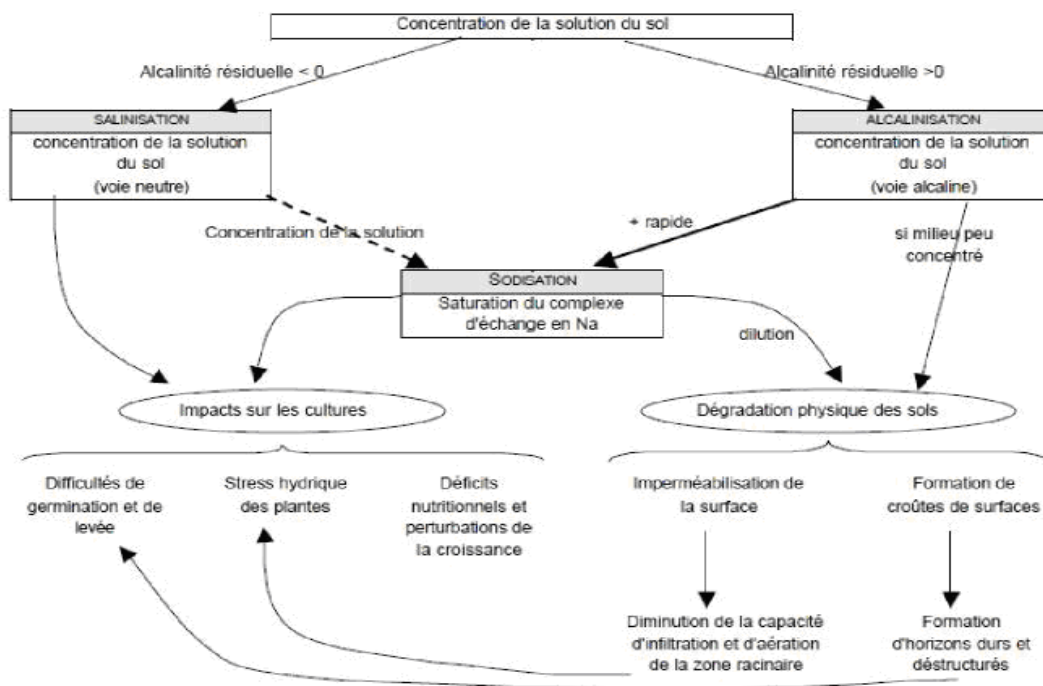 Concentration de la solution du sol
Alcalinité résiduelle < 0
Alcalinité résiduelle >0
SALINISATION
concentration de la solution
du sol
(voie neutre)
ALCALINISATION
concentration de la solution
du sol
(voie alcaline)
Concentration de la solution
+ rapide
si milieu peu
concentré
SODISATION
Saturation du complexe
d'échange en Na
dilution
Impacts sur les cultures
Dégradation physique des sols
Difficultés de
germination et de
levée
Stress hydrique
des plantes
Déficits
nutritionnels et
perturbations de
la croissance
Imperméabilisation de
la surface
Formation de
croûtes de surfaces
Diminution de la capacité
d'infiltration et d'aération
de la zone racinaire
Formation
d'horizons durs et
déstructurés